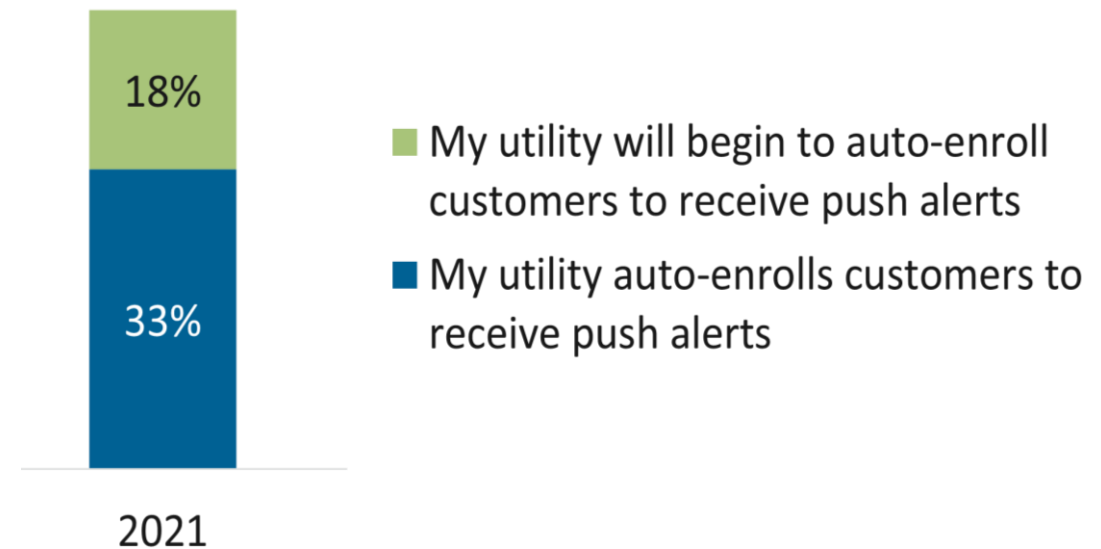 18%
33%
2021
My utility will begin to auto-enroll
customers to receive push alerts
My utility auto-enrolls customers to
receive push alerts